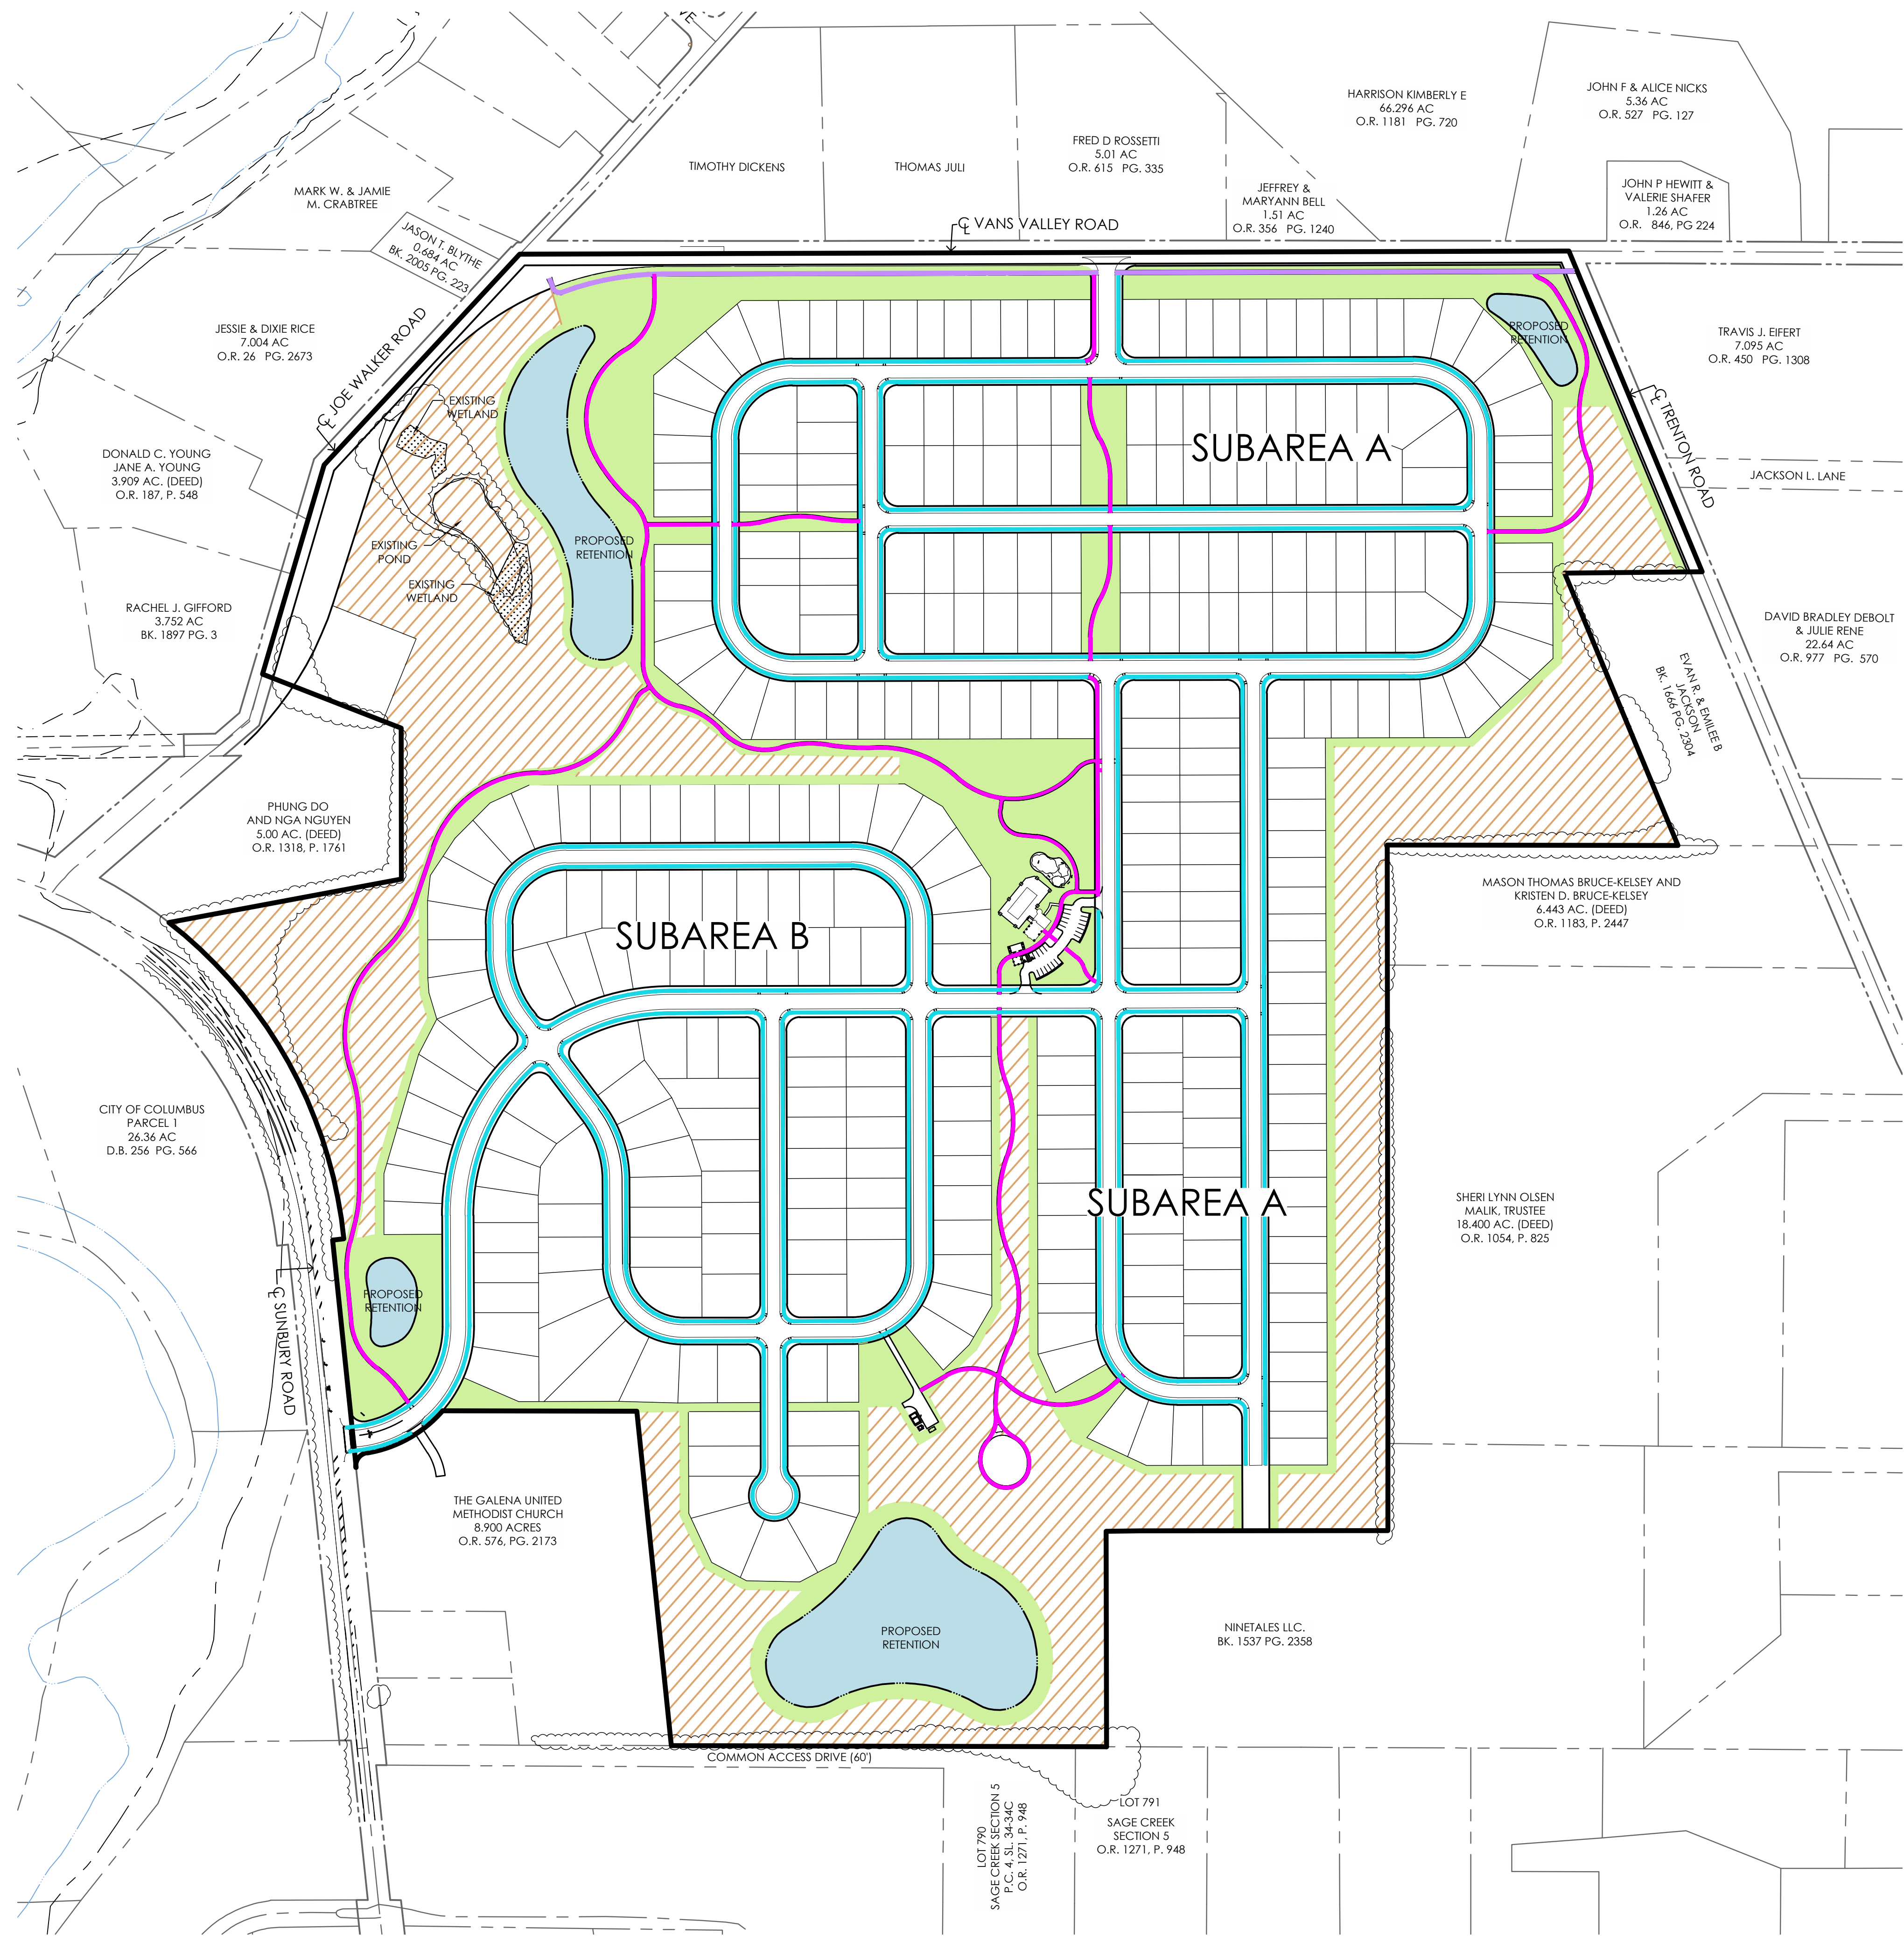 VE
JOHN F & ALICE NICKS
5.36 AC
O.R. 527 PG. 127
HARRISON KIMBERLY E
66.296 AC
O.R. 1181 PG. 720
FRED D ROSSETTI
5.01 AC
O.R. 615 PG. 335
TIMOTHY DICKENS
THOMAS JULI
MARK W. & JAMIE
M. CRABTREE
JEFFREY &
MARYANN BELL
1.51 AC
O.R. 356 PG. 1240
JOHN P HEWITT &
VALERIE SHAFER
1.26 AC
O.R. 846, PG 224
JASON T. BLYTHE
0.684 AC
BK. 2005 PG. 223
CL VANS VALLEY ROAD
JESSIE & DIXIE RICE
7.004 AC
O.R. 26 PG. 2673
CL JOE WALKER ROAD
PROPOSED
RETENTION
TRAVIS J. EIFERT
7.095 AC
O.R. 450 PG. 1308
EXISTING
WETLAND
CL TRENTON ROAD
SUBAREA A
DONALD C. YOUNG
JANE A. YOUNG
3.909 AC. (DEED)
O.R. 187, P. 548
JACKSON L. LANE
EXISTING
POND
PROPOSED
RETENTION
EXISTING
WETLAND
RACHEL J. GIFFORD
3.752 AC
BK. 1897 PG. 3
DAVID BRADLEY DEBOLT
& JULIE RENE
22.64 AC
O.R. 977 PG. 570
EVAN R. & EMILEE B
JACKSON
BK. 1666 PG. 2304
PHUNG DO
AND NGA NGUYEN
5.00 AC. (DEED)
O.R. 1318, P. 1761
MASON THOMAS BRUCE-KELSEY AND
KRISTEN D. BRUCE-KELSEY
6.443 AC. (DEED)
O.R. 1183, P. 2447
SUBAREA B
CITY OF COLUMBUS
PARCEL 1
26.36 AC
D.B. 256 PG. 566
SUBAREA A
SHERI LYNN OLSEN
MALIK, TRUSTEE
18.400 AC. (DEED)
O.R. 1054, P. 825
PROPOSED
RETENTION
CL SUNBURY ROAD
THE GALENA UNITED
METHODIST CHURCH
8.900 ACRES
O.R. 576, PG. 2173
PROPOSED
RETENTION
NINETALES LLC.
BK. 1537 PG. 2358
COMMON ACCESS DRIVE (60')
LOT 790
SAGE CREEK SECTION 5
P.C. 4, SL. 34-34C
O.R. 1271, P. 948
LOT 791
SAGE CREEK
SECTION 5
O.R. 1271, P. 948